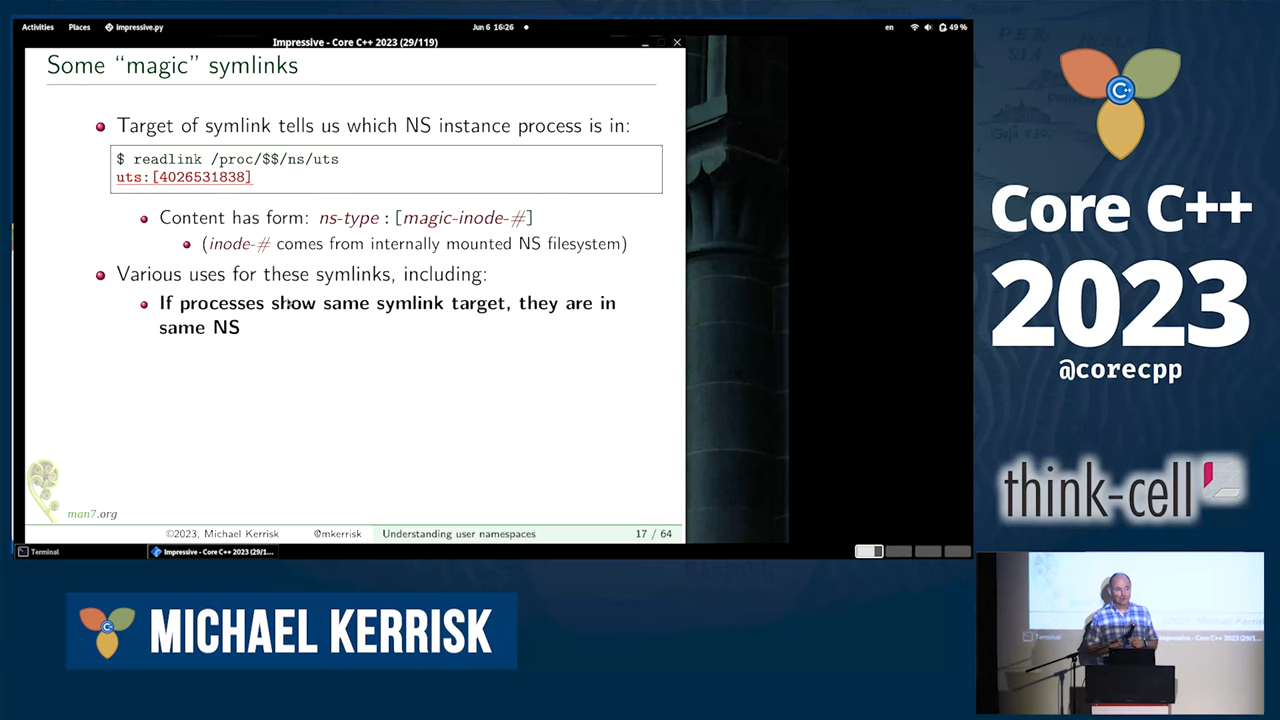 Activities Places Impressive.py Jun 6 16:26 en 49 %
Impressive - Core C++ 2023 (29/119)
Some “magic” symlinks
Target of symlink tells us which NS instance process is in:
$ readlink /proc/$$/ns/uts
uts:[4026531838]
Content has form: ns-type : [magic-inode-#]
(inode-# comes from internally mounted NS filesystem)
Various uses for these symlinks, including:
If processes show same symlink target, they are in
same NS
man7.org
©2023, Michael Kerrisk @mkerrisk Understanding user namespaces 17 / 64
Terminal Impressive - Core C++ 2023 (29/1...
C++
Core C++
2023
@corecpp
think-cell
C++
MICHAEL KERRISK